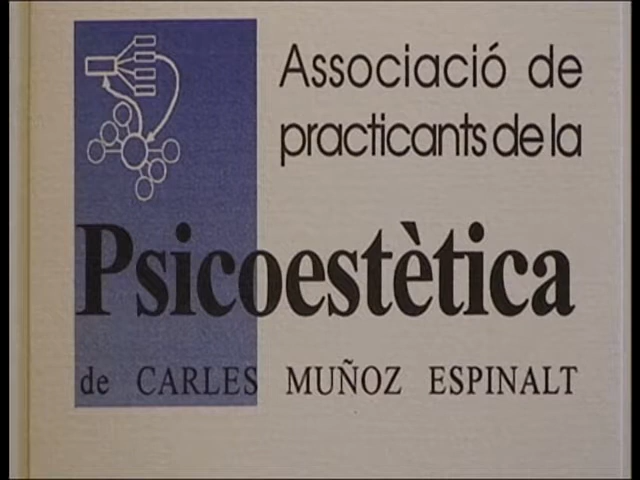 Associació de
practicants de la
Psicoestètica
de CARLES MUÑOZ ESPINALT